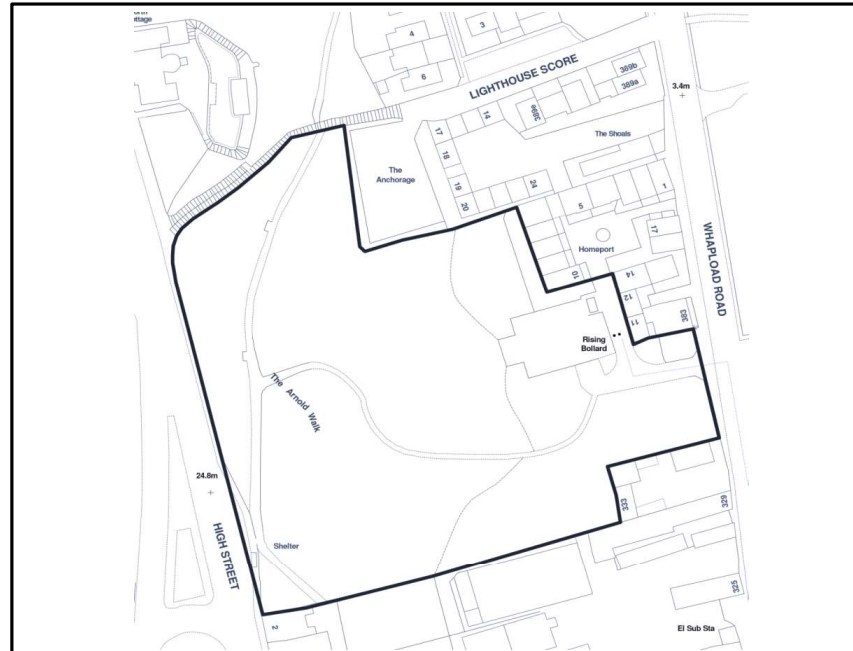 ottage
4
3
6
LIGHTHOUSE SCORE
389b
389a
3.4m
14
389e
17
The Shoals
18
The
Anchorage
19
24
20
5
1
WHAPLOAD ROAD
17
Homeport
10
14
12
11
383
Rising
Bollard
The Arnold Walk
24.8m
333
329
HIGH STREET
Shelter
325
2
El Sub Sta